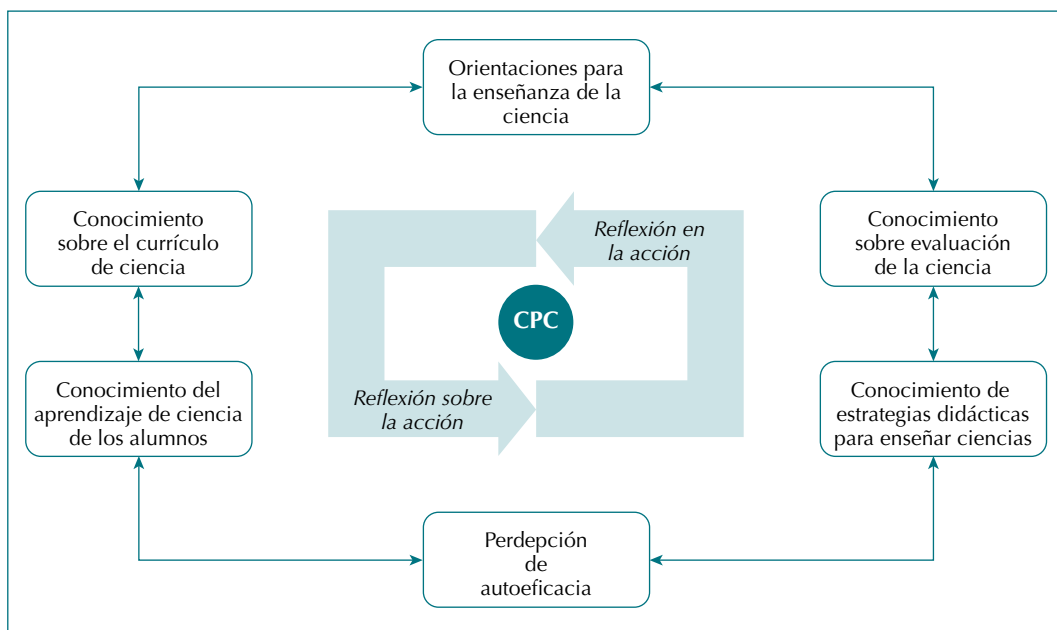 Orientaciones para
la enseñanza de la
ciencia
Conocimiento
sobre el currículo
de ciencia
Reflexión en
la acción
Conocimiento
sobre evaluación
de la ciencia
CPC
Conocimiento del
aprendizaje de ciencia
de los alumnos
Reflexión sobre
la acción
Conocimiento de
estrategias didácticas
para enseñar ciencias
Perdepción
de
autoeficacia